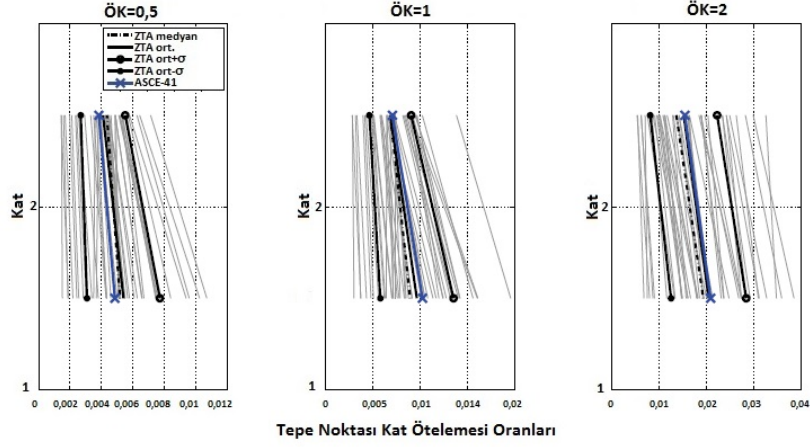 ÖK=0,5
ZTA medyan
ZTA ort.
ZTA ort+σ
ZTA ort-σ
ASCE-41
Kat
2
1
0 0,002 0,004 0,006 0,008 0,01 0,012
ÖK=1
Kat
2
1
0 0,005 0,01 0,015 0,02
ÖK=2
Kat
2
1
0 0,01 0,02 0,03 0,04
Tepe Noktası Kat Ötelemesi Oranları